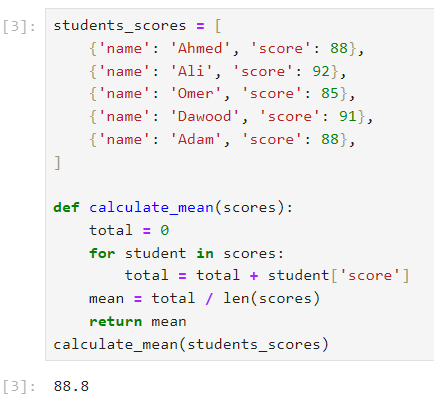 [3]: students_scores = [
    {'name': 'Ahmed', 'score': 88},
    {'name': 'Ali', 'score': 92},
    {'name': 'Omer', 'score': 85},
    {'name': 'Dawood', 'score': 91},
    {'name': 'Adam', 'score': 88},
]

def calculate_mean(scores):
    total = 0
    for student in scores:
        total = total + student['score']
    mean = total / len(scores)
    return mean
calculate_mean(students_scores)
[3]: 88.8